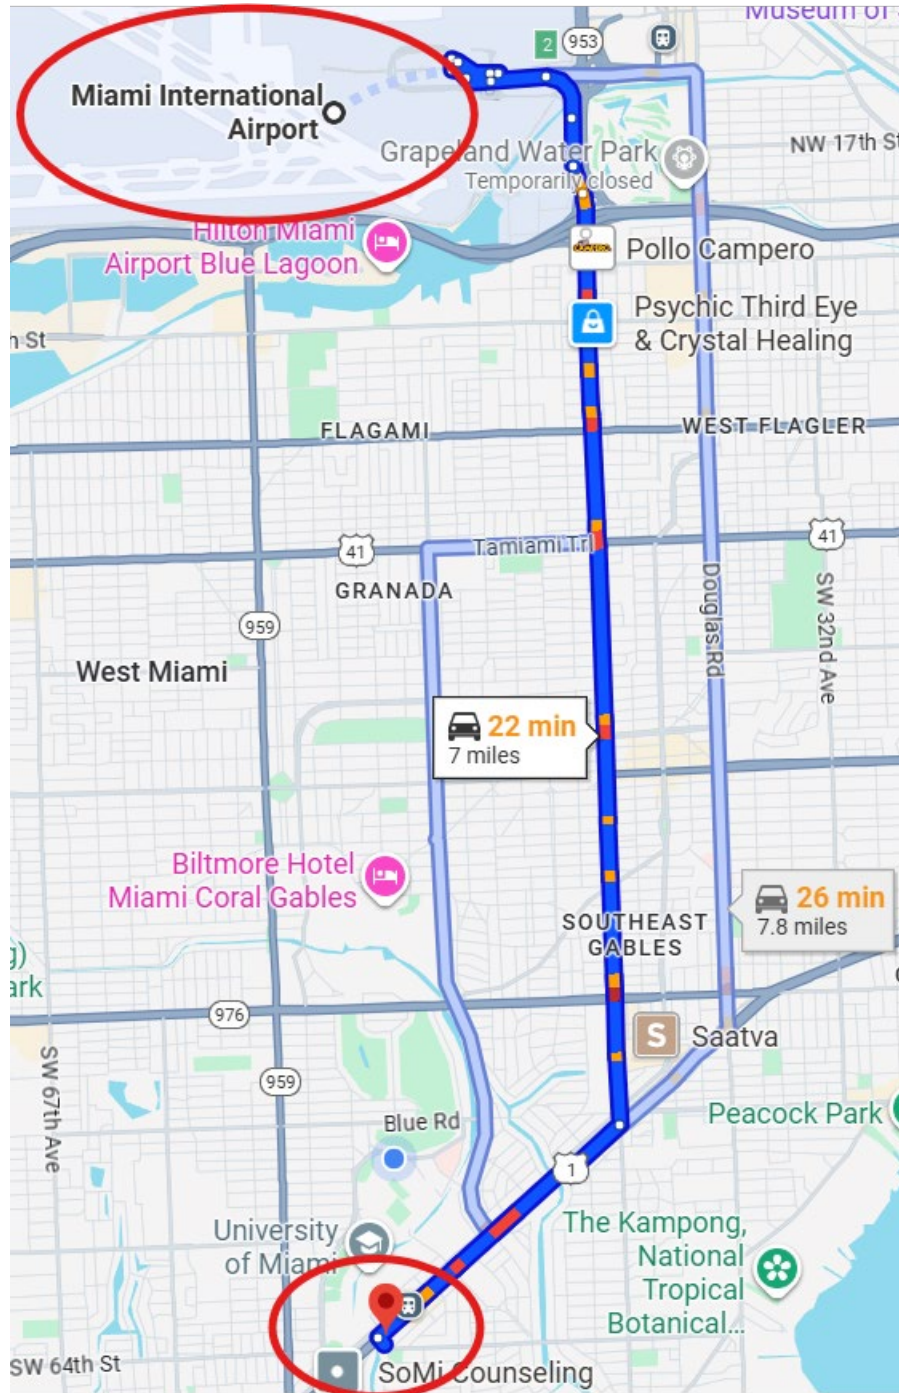 Museum of
2
953
Miami International
Airport
NW 17th St
Grapeland Water Park
Temporarily closed
Hilton Miami
Airport Blue Lagoon
Pollo Campero
CAMPERO
Psychic Third Eye
& Crystal Healing
h St
FLAGAMI
WEST FLAGLER
41
Tamiami Trl
41
GRANADA
Douglas Rd
SW 32nd Ave
959
West Miami
22 min
7 miles
Biltmore Hotel
Miami Coral Gables
26 min
7.8 miles
SOUTHEAST
GABLES
g)
ark
976
S
Saatva
SW 67th Ave
959
Blue Rd
Peacock Park
1
University
of Miami
The Kampong,
National
Tropical
Botanical...
SW 64th St
SoMi Counseling